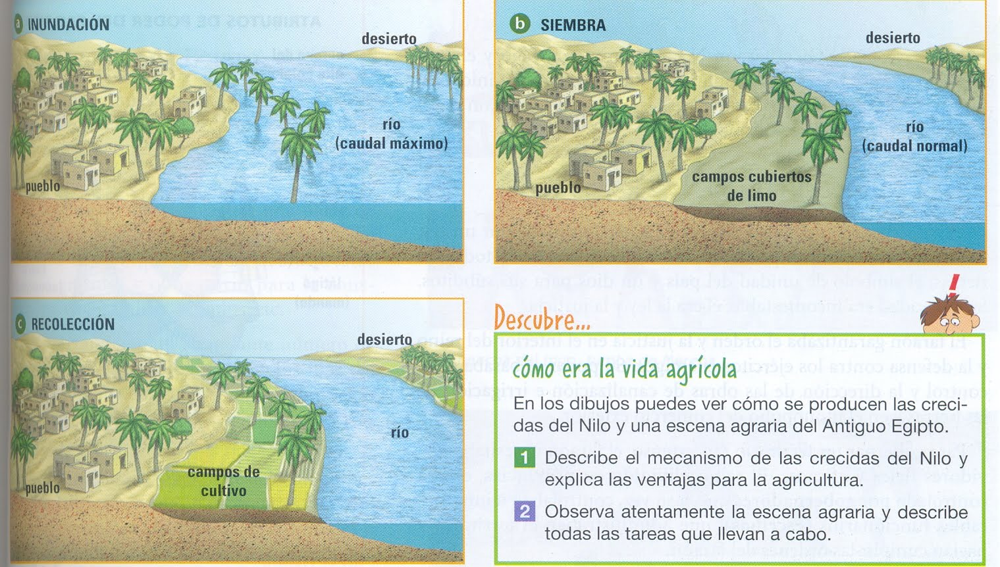 a INUNDACIÓN
desierto
río
(caudal máximo)
pueblo
b SIEMBRA
desierto
río
(caudal normal)
campos cubiertos
de limo
pueblo
c RECOLECCIÓN
desierto
río
campos de
cultivo
pueblo
Descubre...
cómo era la vida agrícola
En los dibujos puedes ver cómo se producen las creci-
das del Nilo y una escena agraria del Antiguo Egipto.
1 Describe el mecanismo de las crecidas del Nilo y
explica las ventajas para la agricultura.
2 Observa atentamente la escena agraria y describe
todas las tareas que llevan a cabo.